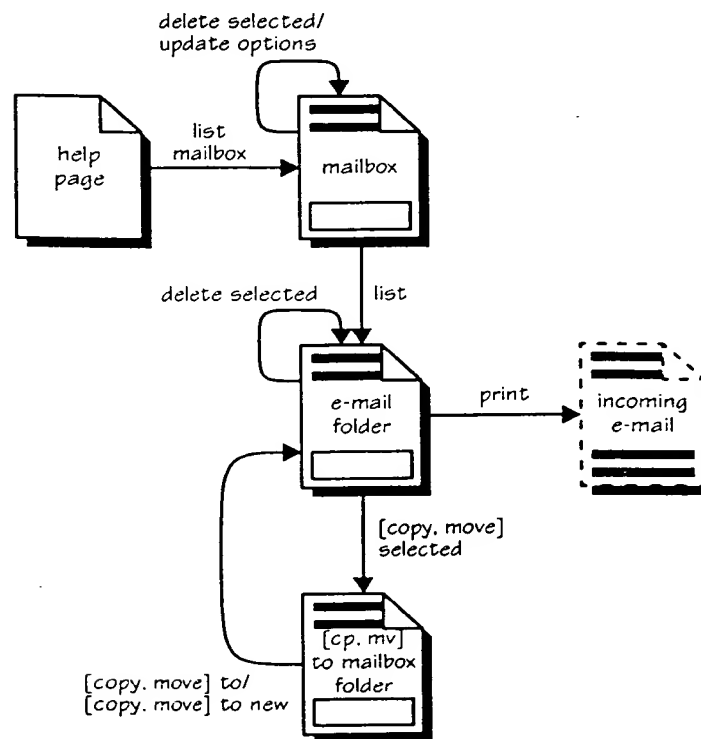 delete selected/
update options
help
page
list
mailbox
mailbox
delete selected
list
e-mail
folder
print
incoming
e-mail
[copy, move]
selected
[cp, mv]
to mailbox
folder
[copy, move] to/
[copy, move] to new